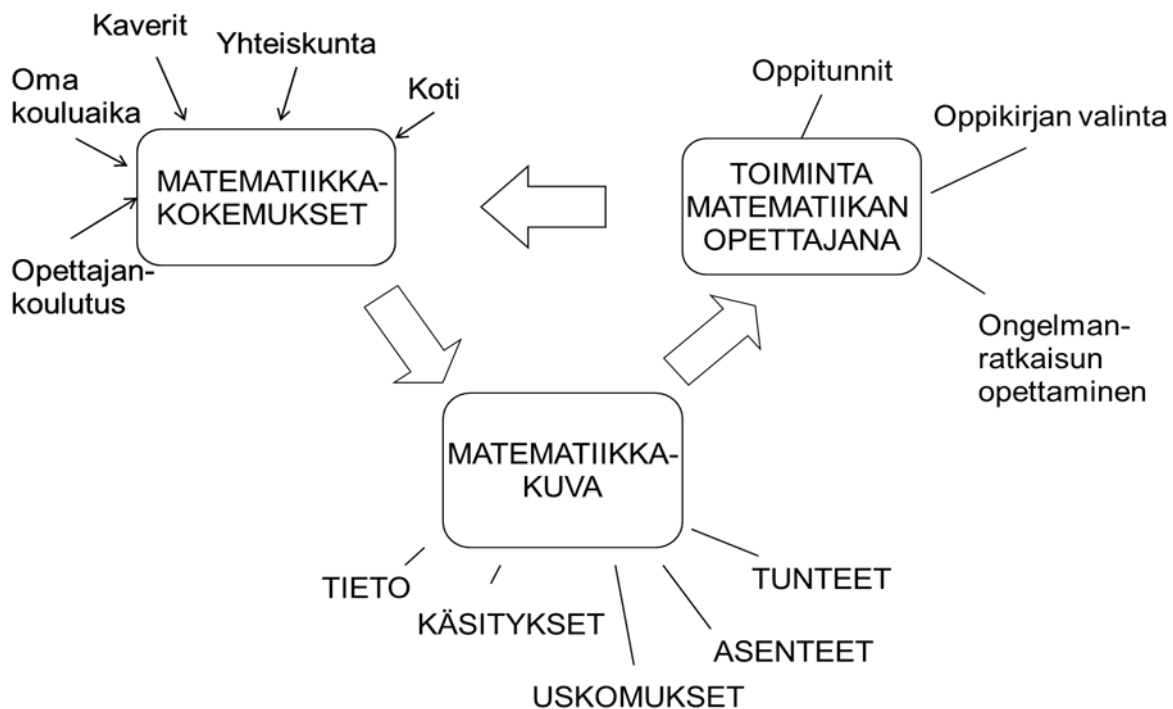 Kaverit
Yhteiskunta
Oma
kouluaika
Koti
MATEMATIIKKA-
KOKEMUKSET
Opettajan-
koulutus
Oppitunnit
Oppikirjan valinta
TOIMINTA
MATEMATIIKAN
OPETTAJANA
Ongelman-
ratkaisun
opettaminen
MATEMATIIKKA-
KUVA
TIETO
KÄSITYKSET
USKOMUKSET
ASENTEET
TUNTEET